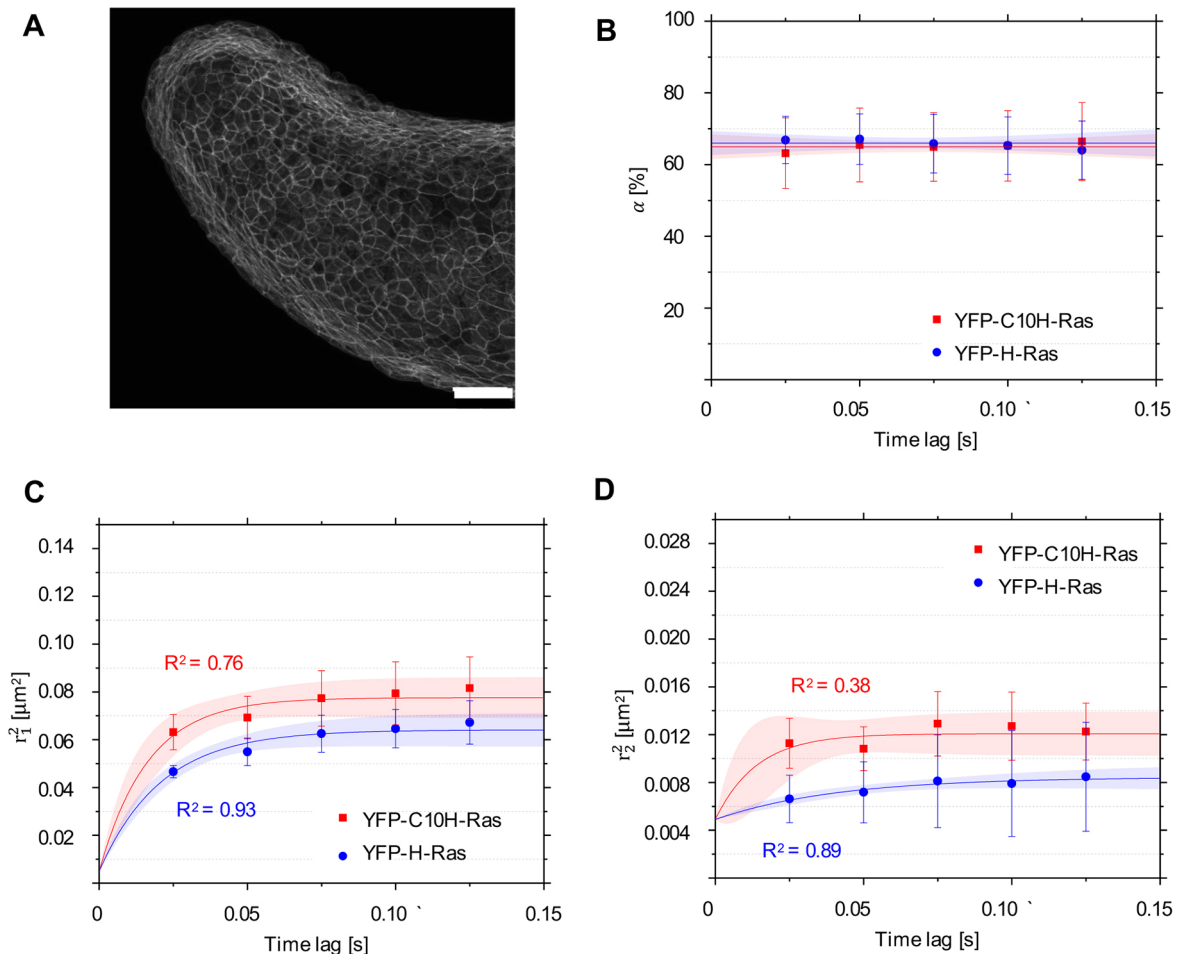 A
B
100
80
60
40
20
α [%]
YFP-C10H-Ras
YFP-H-Ras
0
0.05
0.10 `
0.15
Time lag [s]
C
0.14
0.12
0.10
0.08
0.06
0.04
0.02
r₁² [µm²]
R² = 0.76
R² = 0.93
YFP-C10H-Ras
YFP-H-Ras
0
0.05
0.10 `
0.15
Time lag [s]
D
0.028
0.024
0.020
0.016
0.012
0.008
0.004
r₂² [µm²]
YFP-C10H-Ras
YFP-H-Ras
R² = 0.38
R² = 0.89
0
0.05
0.10 `
0.15
Time lag [s]